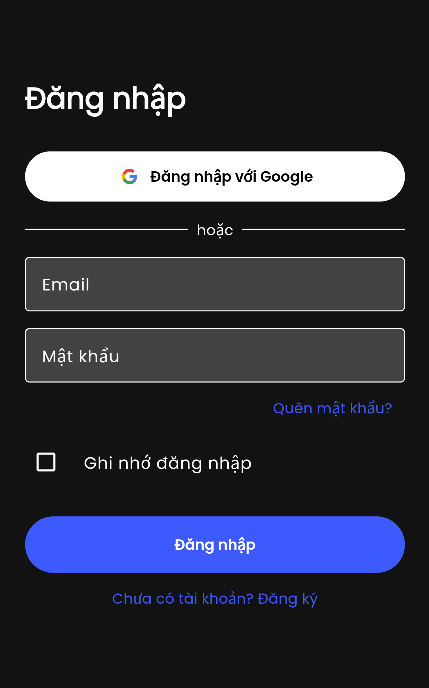 Đăng nhập
Đăng nhập với Google
hoặc
Email
Mật khẩu
Quên mật khẩu?
Ghi nhớ đăng nhập
Đăng nhập
Chưa có tài khoản? Đăng ký